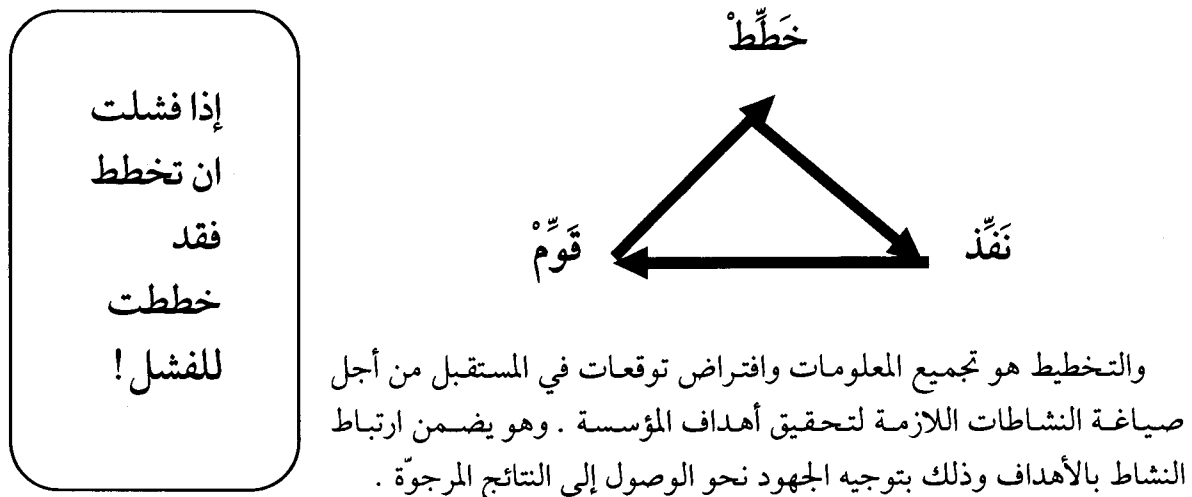 خَطِّطْ
نَفِّذ
قَوِّمْ
إذا فشلت
ان تخطط
فقد
خططت
للفشل!
والتخطيط هو تجميع المعلومات وافتراض توقعات في المستقبل من أجل
صياغة النشاطات اللازمة لتحقيق أهداف المؤسسة . وهو يضمن ارتباط
النشاط بالأهداف وذلك بتوجيه الجهود نحو الوصول إلى النتائج المرجوّة .